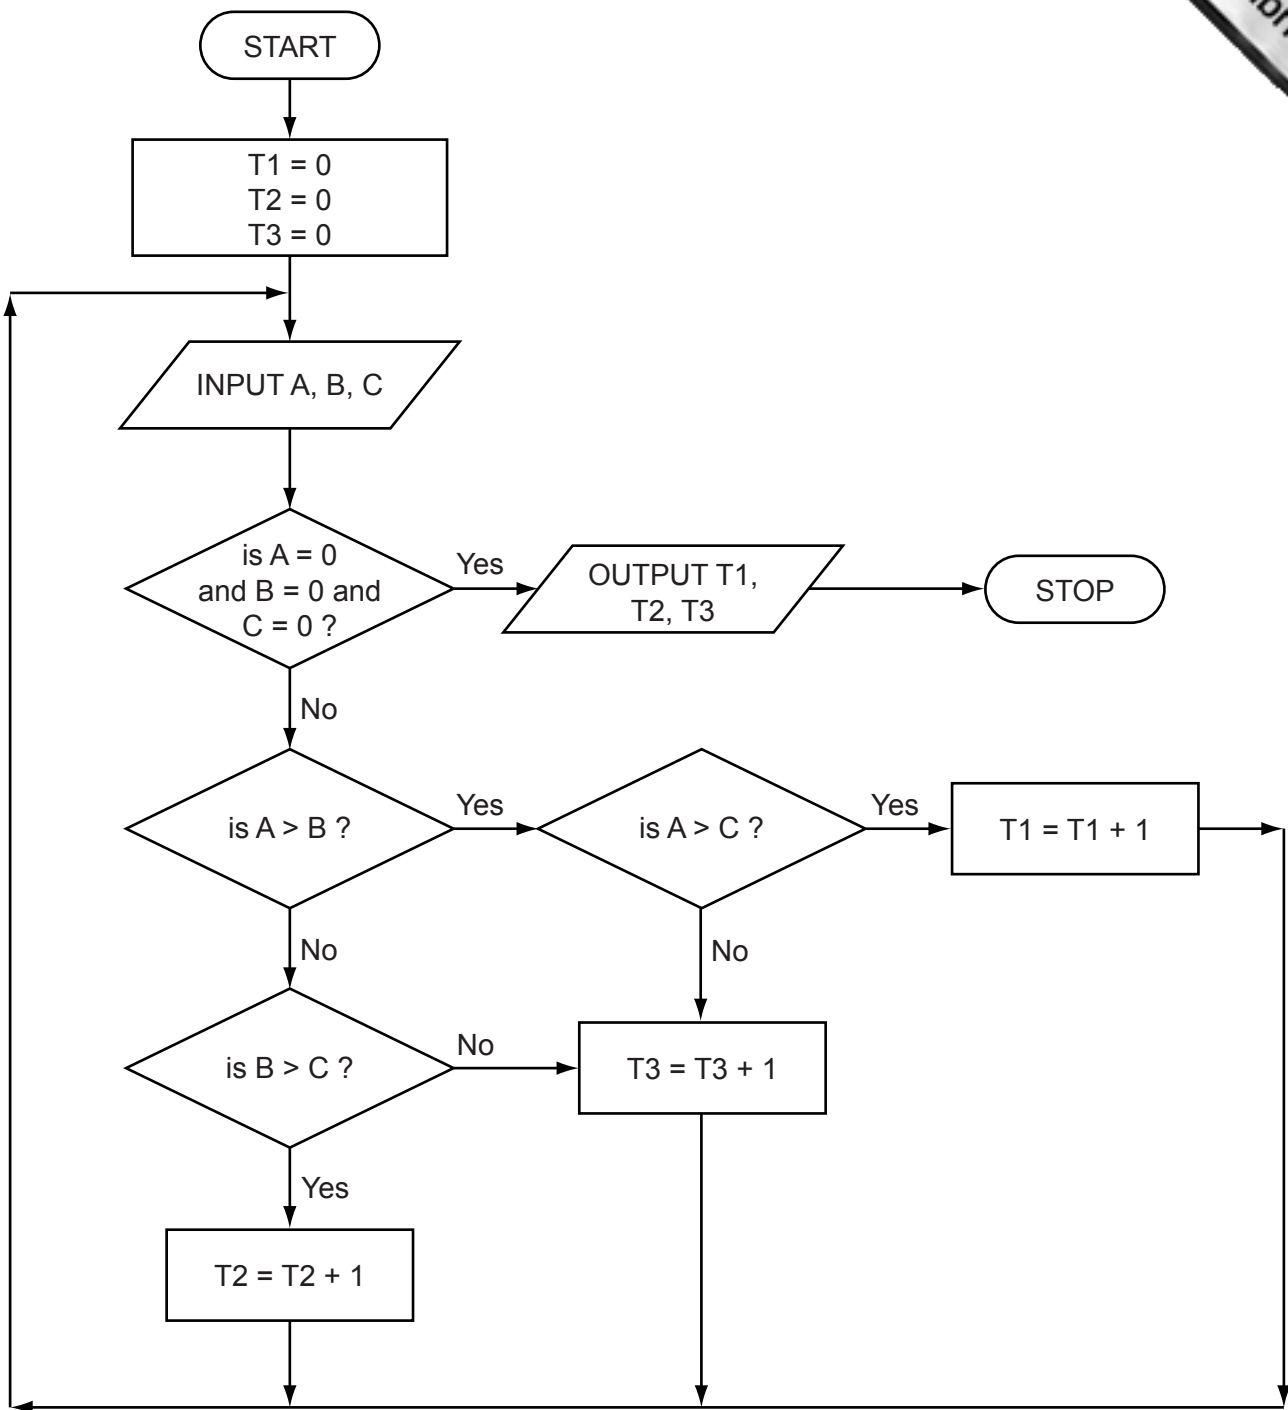 START
T1 = 0
T2 = 0
T3 = 0
INPUT A, B, C
is A = 0
and B = 0 and
C = 0 ?
Yes
OUTPUT T1,
T2, T3
STOP
No
is A > B ?
Yes
is A > C ?
Yes
T1 = T1 + 1
No
No
is B > C ?
No
T3 = T3 + 1
Yes
T2 = T2 + 1